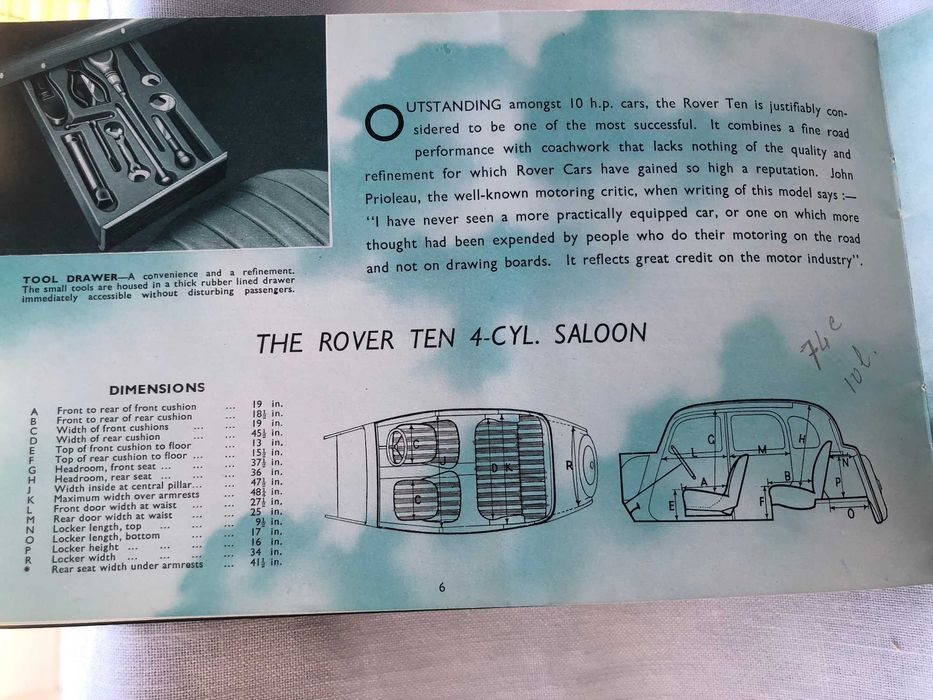 TOOL DRAWER—A convenience and a refinement.
The small tools are housed in a thick rubber lined drawer
immediately accessible without disturbing passengers.
OUTSTANDING amongst 10 h.p. cars, the Rover Ten is justifiably con-
sidered to be one of the most successful. It combines a fine road
performance with coachwork that lacks nothing of the quality and
refinement for which Rover Cars have gained so high a reputation. John
Prioleau, the well-known motoring critic, when writing of this model says :—
"I have never seen a more practically equipped car, or one on which more
thought had been expended by people who do their motoring on the road
and not on drawing boards. It reflects great credit on the motor industry".
THE ROVER TEN 4-CYL. SALOON
74c
10l.
DIMENSIONS
A Front to rear of front cushion ... 19 in.
B Front to rear of rear cushion ... 18½ in.
C Width of front cushions ... ... 19 in.
D Width of rear cushion ... ... 45½ in.
E Top of front cushion to floor ... 13 in.
F Top of rear cushion to floor ... ... 15½ in.
G Headroom, front seat ... ... ... 37½ in.
H Headroom, rear seat ... ... ... 36 in.
J Width inside at central pillar... ... 47½ in.
K Maximum width over armrests ... 48½ in.
L Front door width at waist ... ... 27½ in.
M Rear door width at waist ... ... 25 in.
N Locker length, top ... ... ... 9½ in.
O Locker length, bottom ... ... 17 in.
P Locker height ... ... ... ... ... 16 in.
R Locker width ... ... ... ... ... 34 in.
* Rear seat width under armrests ... 41½ in.
C J D K R
G M H L N A B P C E F O
6